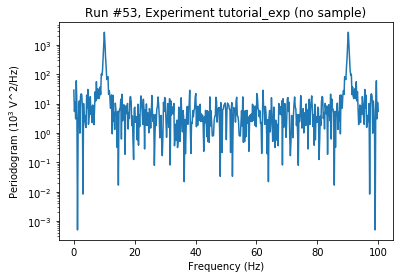 Run #53, Experiment tutorial_exp (no sample)
Periodogram (10³ V^2/Hz)
10³
10²
10¹
10⁰
10⁻¹
10⁻²
10⁻³
0 20 40 60 80 100
Frequency (Hz)